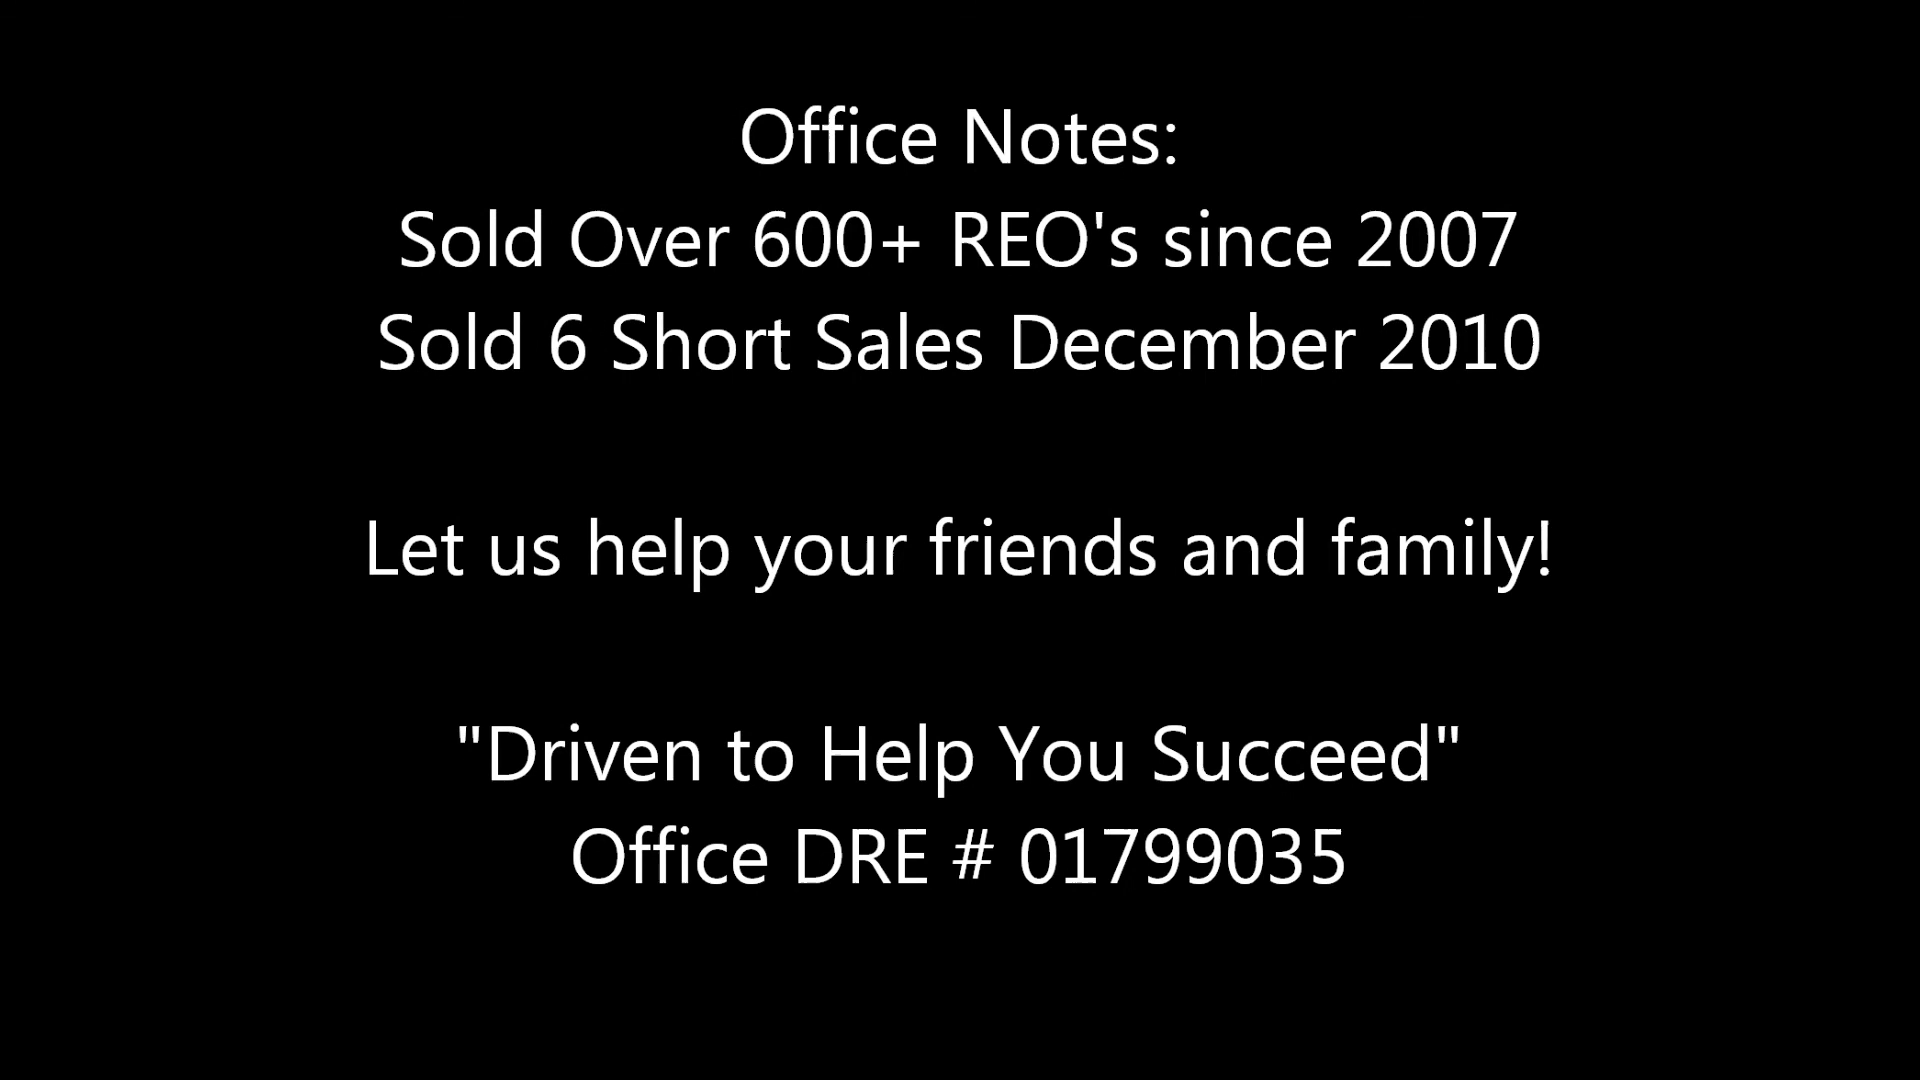 Office Notes:
Sold Over 600+ REO's since 2007
Sold 6 Short Sales December 2010
Let us help your friends and family!
"Driven to Help You Succeed"
Office DRE # 01799035